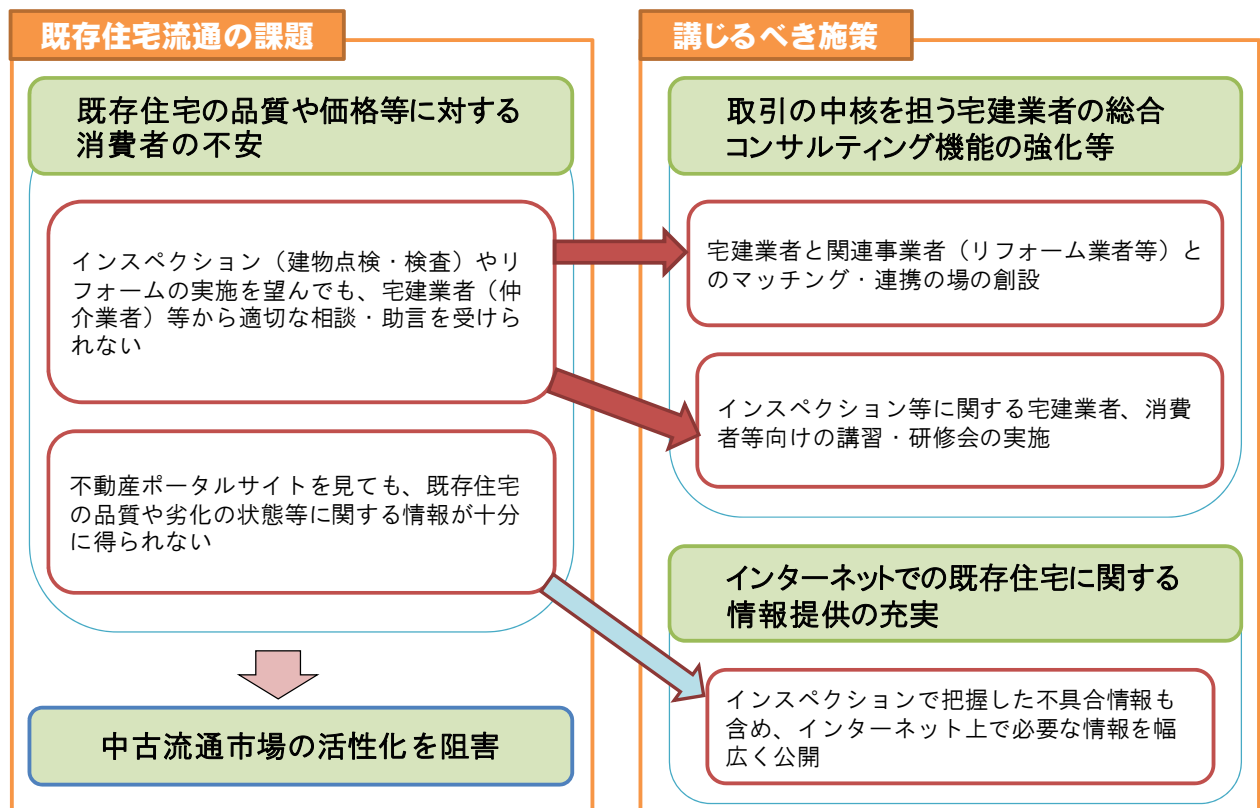 既存住宅流通の課題
既存住宅の品質や価格等に対する
消費者の不安
インスペクション（建物点検・検査）やリ
フォームの実施を望んでも、宅建業者（仲
介業者）等から適切な相談・助言を受けら
れない
不動産ポータルサイトを見ても、既存住宅
の品質や劣化の状態等に関する情報が十分
に得られない
中古流通市場の活性化を阻害
講じるべき施策
取引の中核を担う宅建業者の総合
コンサルティング機能の強化等
宅建業者と関連事業者（リフォーム業者等）と
のマッチング・連携の場の創設
インスペクション等に関する宅建業者、消費
者等向けの講習・研修会の実施
インターネットでの既存住宅に関する
情報提供の充実
インスペクションで把握した不具合情報も
含め、インターネット上で必要な情報を幅
広く公開